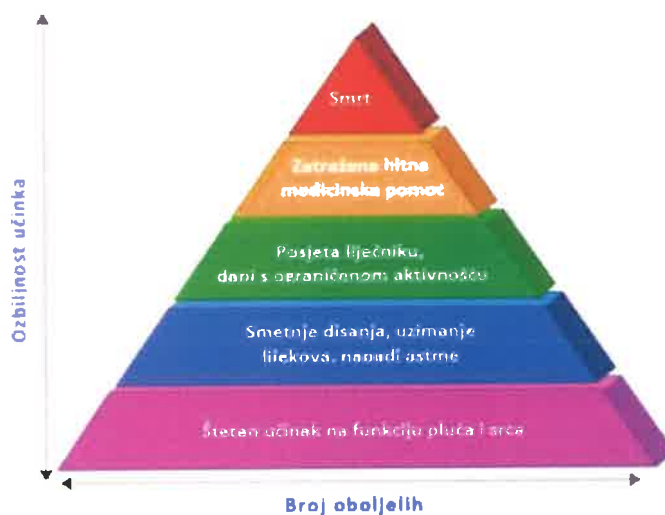 Smrt
Zatražena hitna
medicinska pomoć
Posjeta liječniku,
dani s ograničenom aktivnošću
Smetnje disanja, uzimanje
lijekova, napadi astme
Štetan učinak na funkciju pluća i srca
Ozbiljnost učinka
Broj oboljelih